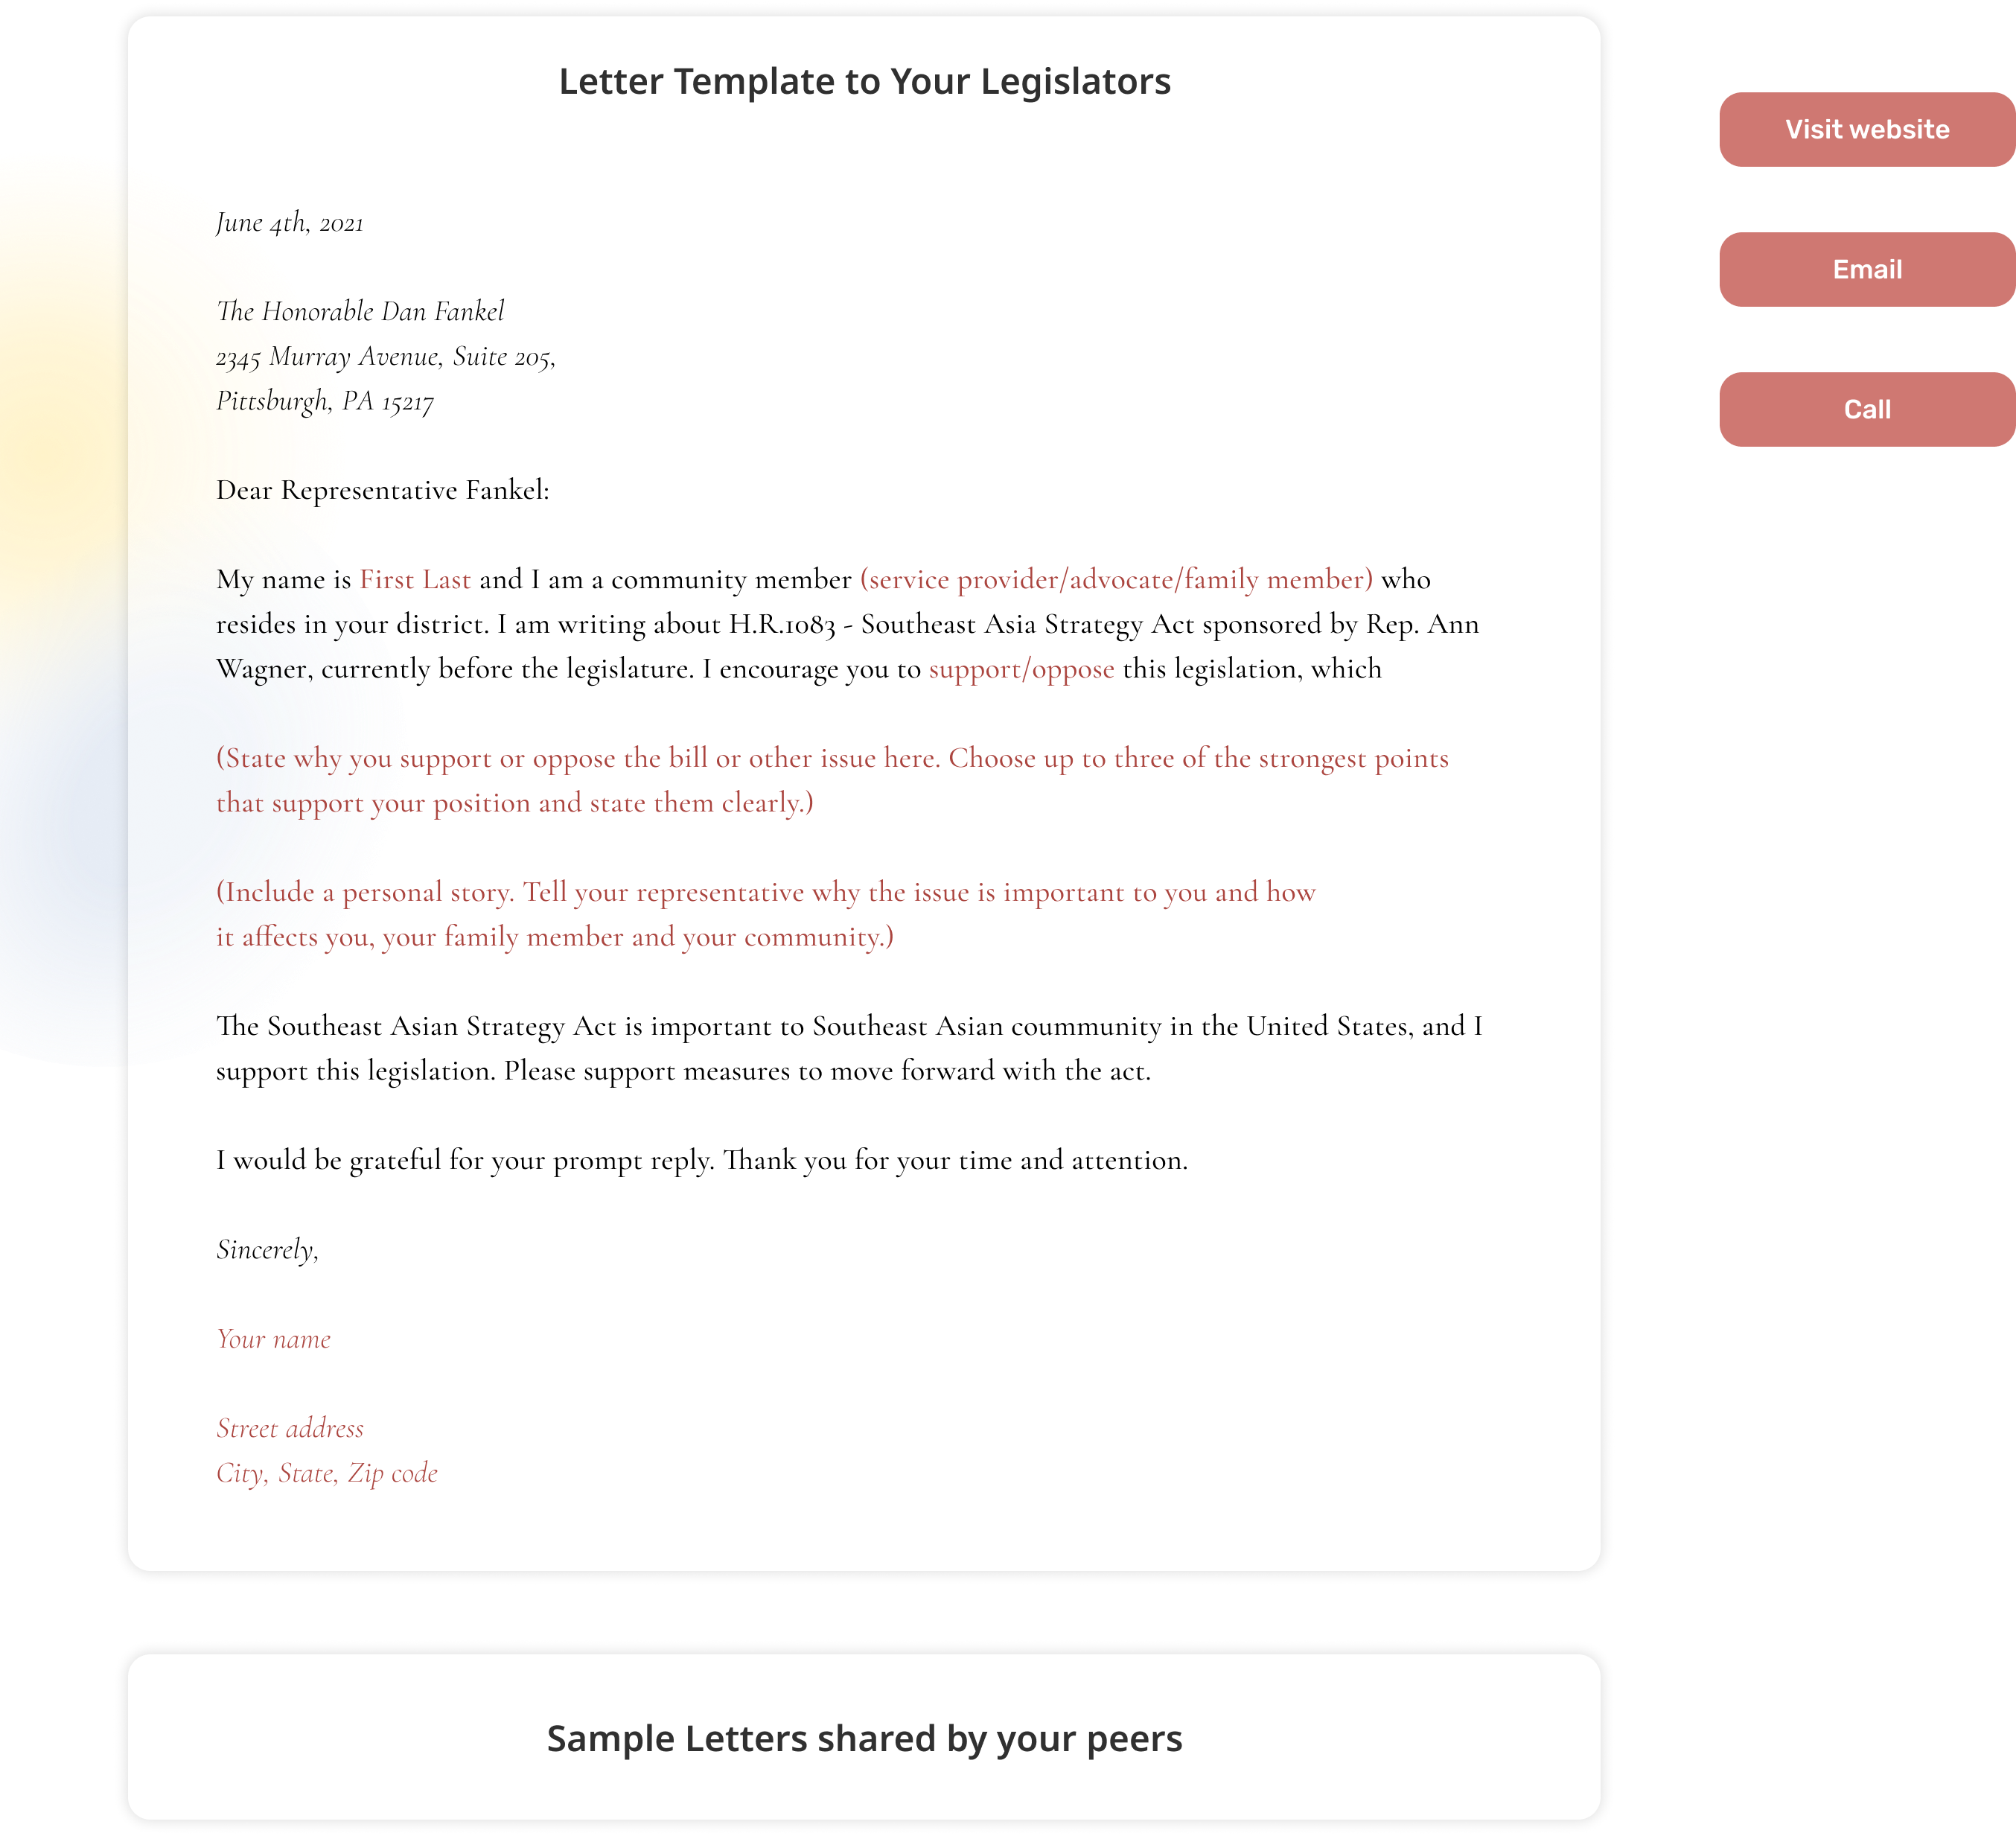 Letter Template to Your Legislators
Visit website
Email
Call
June 4th, 2021
The Honorable Dan Fankel
2345 Murray Avenue, Suite 205,
Pittsburgh, PA 15217
Dear Representative Fankel:
My name is First Last and I am a community member (service provider/advocate/family member) who
resides in your district. I am writing about H.R.1083 - Southeast Asia Strategy Act sponsored by Rep. Ann
Wagner, currently before the legislature. I encourage you to support/oppose this legislation, which
(State why you support or oppose the bill or other issue here. Choose up to three of the strongest points
that support your position and state them clearly.)
(Include a personal story. Tell your representative why the issue is important to you and how
it affects you, your family member and your community.)
The Southeast Asian Strategy Act is important to Southeast Asian coummunity in the United States, and I
support this legislation. Please support measures to move forward with the act.
I would be grateful for your prompt reply. Thank you for your time and attention.
Sincerely,
Your name
Street address
City, State, Zip code
Sample Letters shared by your peers